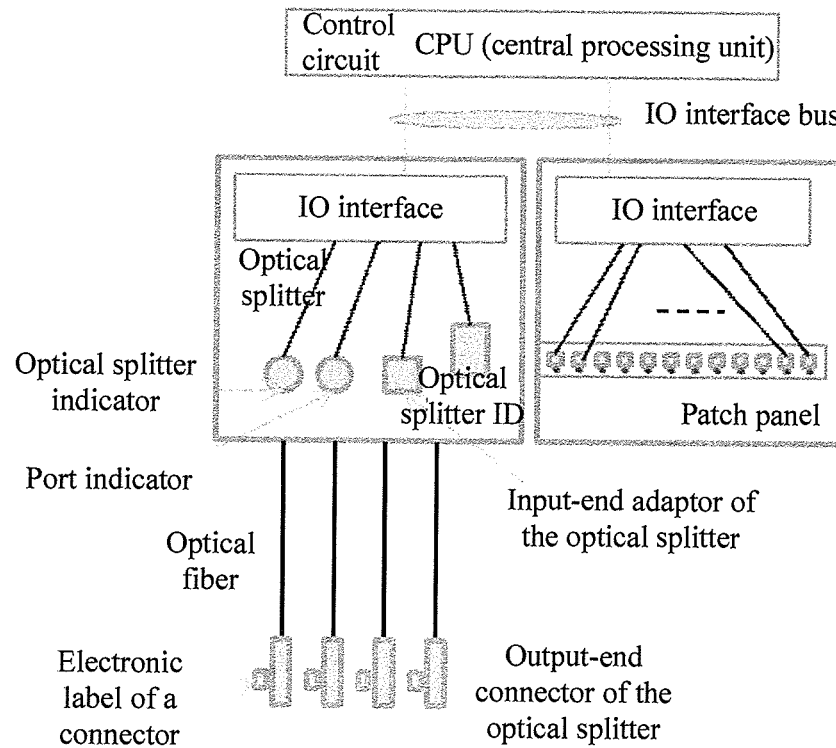 Control
circuit
CPU (central processing unit)
IO interface bus
IO interface
IO interface
Optical
splitter
Optical splitter
indicator
Optical
splitter ID
Patch panel
Port indicator
Input-end adaptor of
the optical splitter
Optical
fiber
Electronic
label of a
connector
Output-end
connector of the
optical splitter